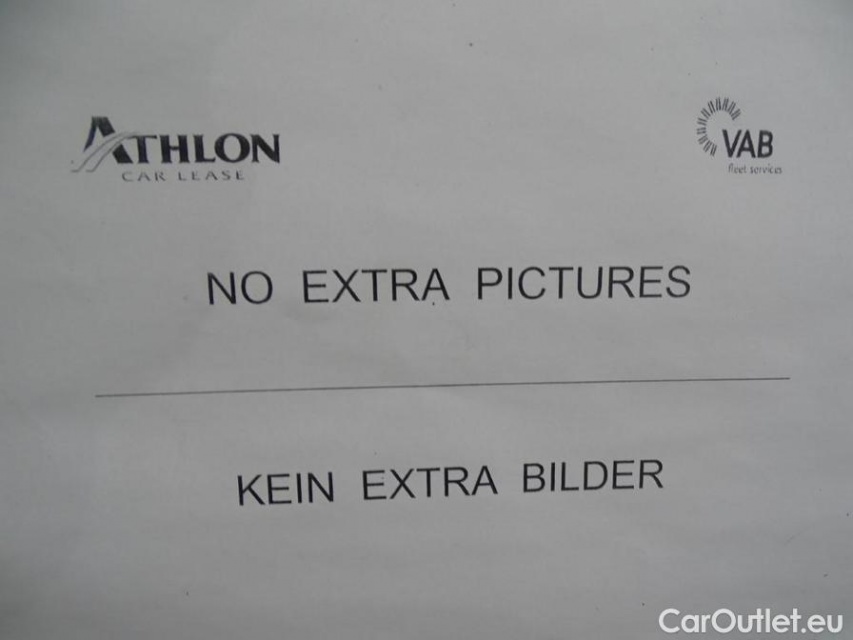 ATHLON
CAR LEASE
VAB
fleet services
NO EXTRA PICTURES
KEIN EXTRA BILDER
CarOutlet.eu